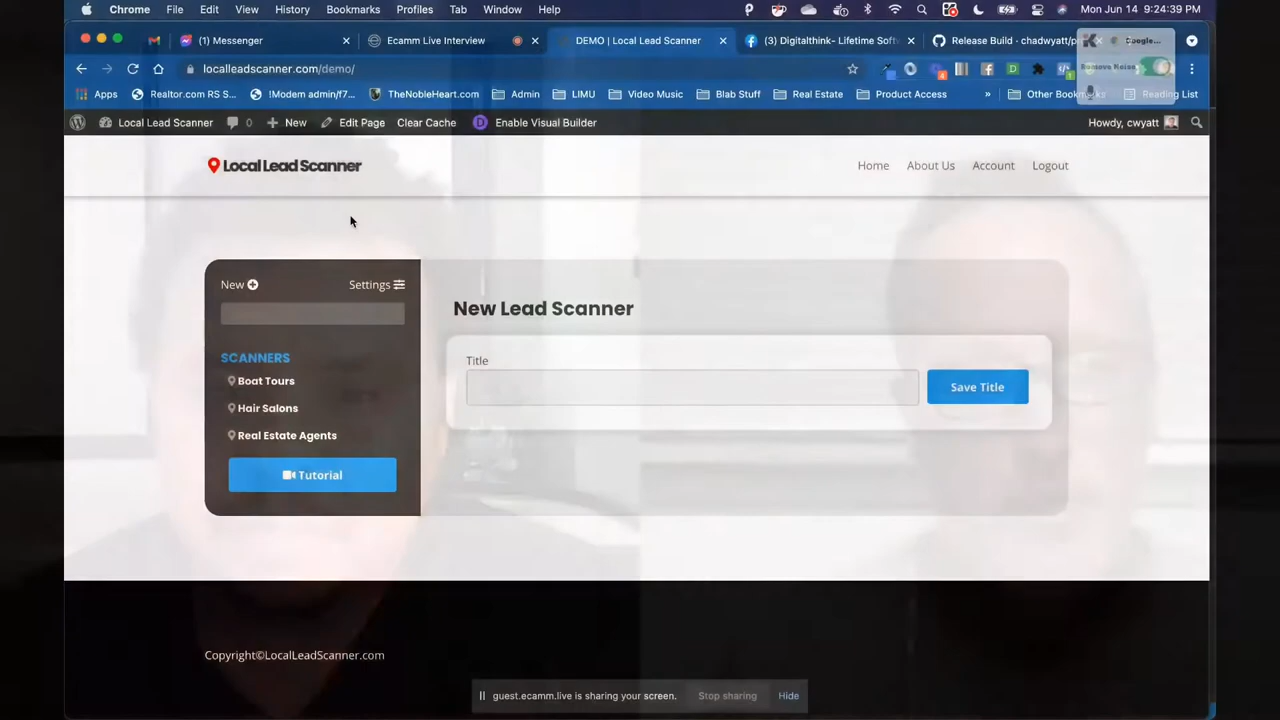 Chrome File Edit View History Bookmarks Profiles Tab Window Help Mon Jun 14 9:24:39 PM
(1) Messenger Ecamm Live Interview DEMO | Local Lead Scanner (3) Digitalthink- Lifetime Soft Release Build · chadwyatt/pr Google...
localleadscanner.com/demo/ Remove Noise
Apps Realtor.com RS S... !Modem admin/f7... TheNobleHeart.com Admin LIMU Video Music Blab Stuff Real Estate Product Access » Other Bookmarks Reading List
Local Lead Scanner 0 New Edit Page Clear Cache Enable Visual Builder Howdy, cwyatt
Local Lead Scanner Home About Us Account Logout
New Settings
New Lead Scanner
SCANNERS
Title
Boat Tours
Save Title
Hair Salons
Real Estate Agents
Tutorial
Copyright©LocalLeadScanner.com
guest.ecamm.live is sharing your screen. Stop sharing Hide